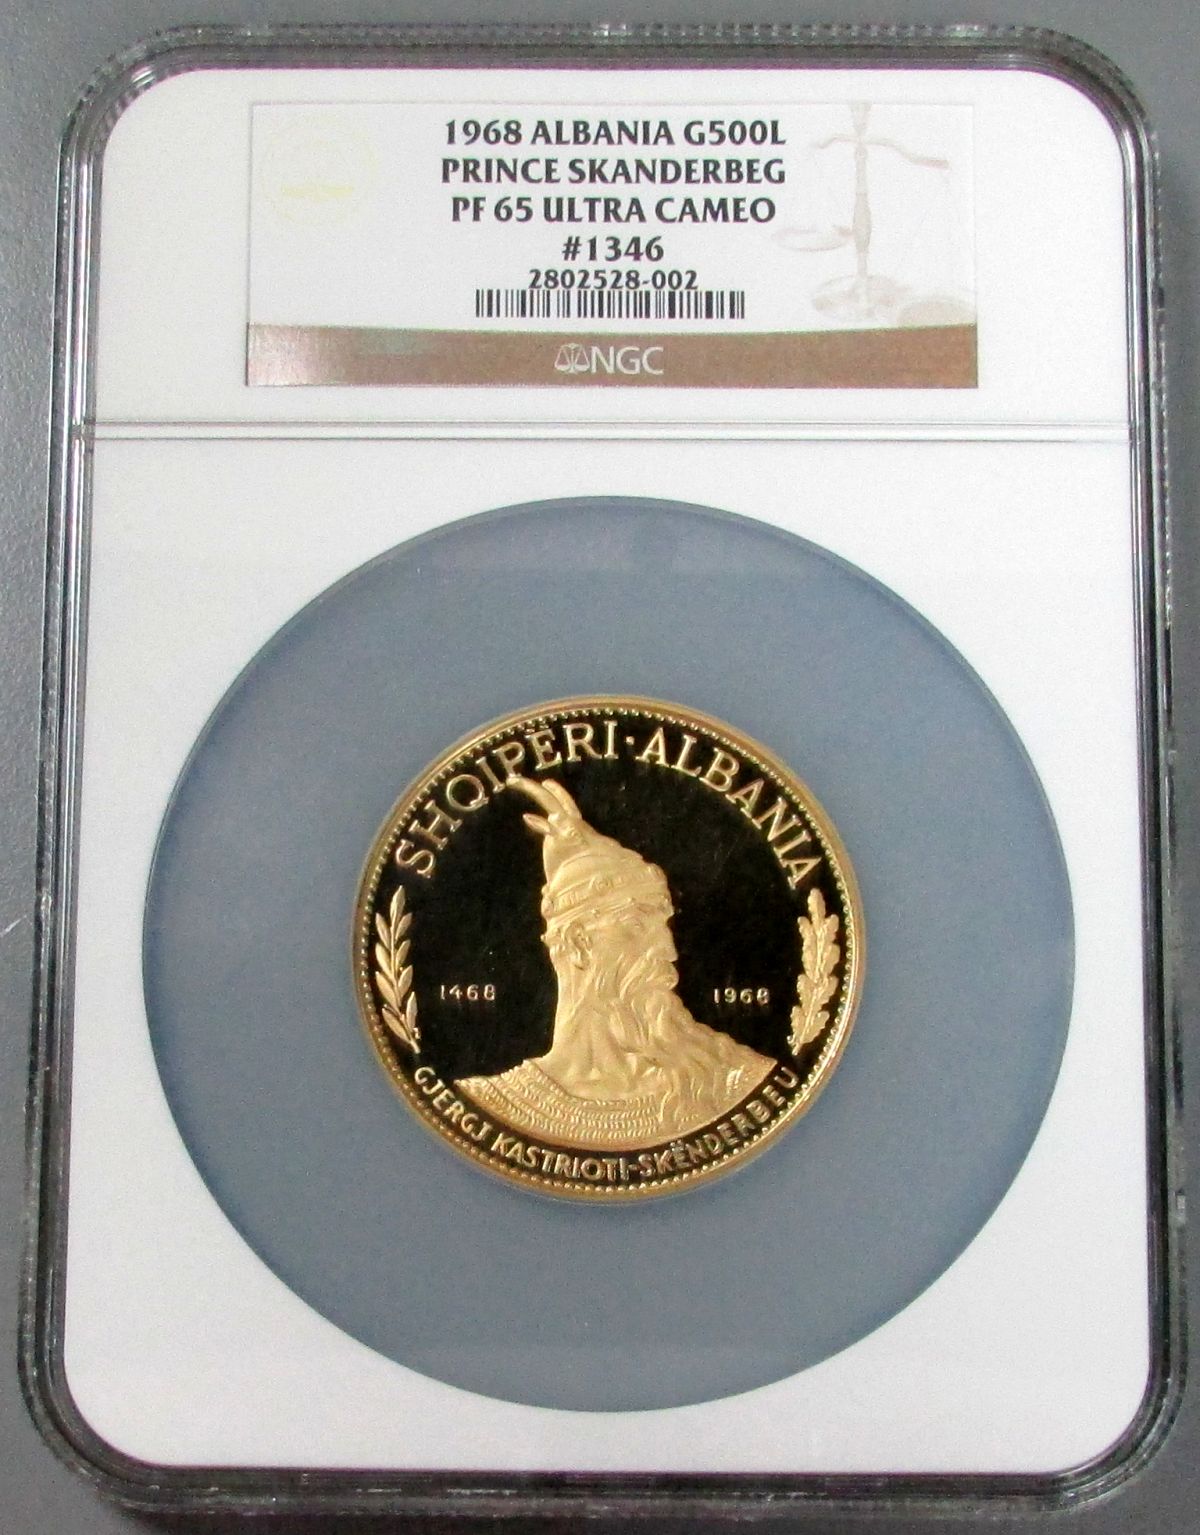 1968 ALBANIA G500L
PRINCE SKANDERBEG
PF 65 ULTRA CAMEO
#1346
2802528-002
NGC
SHQIPËRI · ALBANIA
1468 1968
GJERGJ KASTRIOTI-SKËNDERBEU